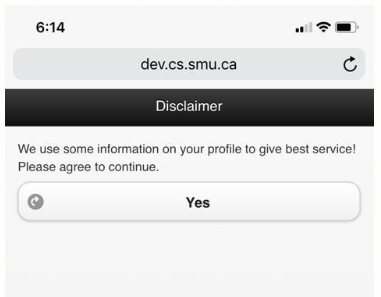 6:14
dev.cs.smu.ca
Disclaimer
We use some information on your profile to give best service!
Please agree to continue.
Yes